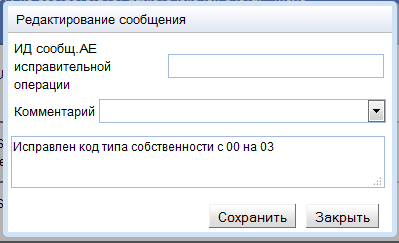 Редактирование сообщения
ИД сообщ.АЕ
исправительной
операции
Комментарий
Исправлен код типа собственности с 00 на 03
Сохранить
Закрыть